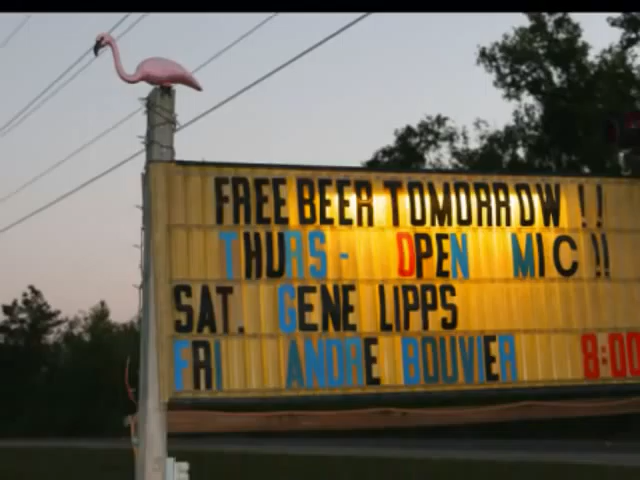 FREE BEER TOMORROW !!
THURS - OPEN MIC !!
SAT. GENE LIPPS
FRI ANDRE BOUVIER 8:00